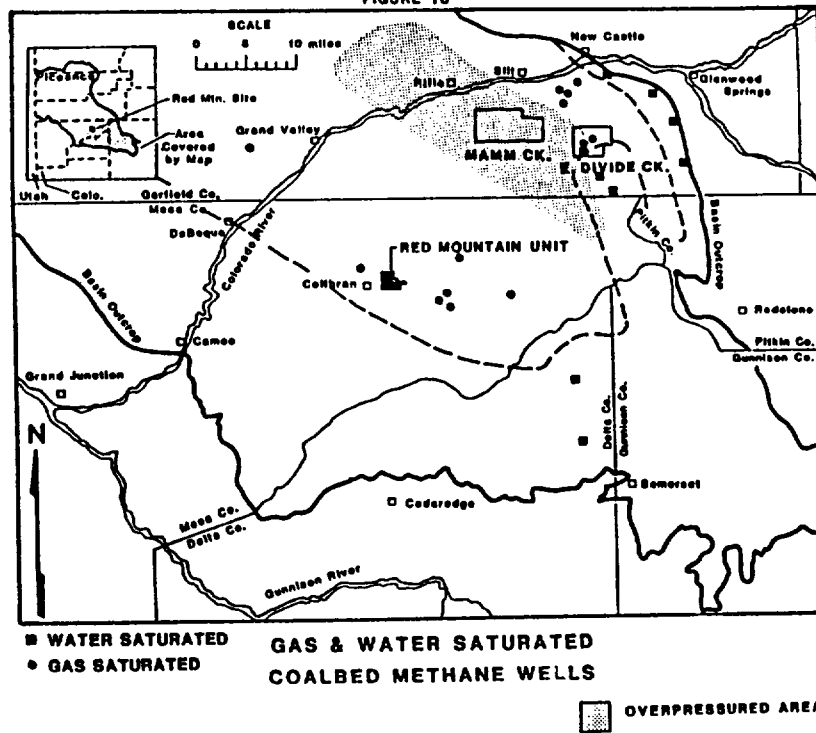 SCALE
0 5 10 miles
New Castle
Silt
Rifle
Glenwood
Springs
PICEANCE
Red Mtn. Site
Area
Covered
by Map
Grand Valley
MAMM CK.
E. DIVIDE CK.
Utah
Colo.
Garfield Co.
Mesa Co.
DeBeque
Colorado River
Pitkin
Co.
Basin Outcrop
RED MOUNTAIN UNIT
Collbran
Basin Outcrop
Redstone
Cameo
Pitkin Co.
Gunnison Co.
Grand Junction
Delta Co.
Gunnison Co.
N
Somerset
Cedaredge
Mesa Co.
Delta Co.
Gunnison River
WATER SATURATED
GAS SATURATED
GAS & WATER SATURATED
COALBED METHANE WELLS
OVERPRESSURED AREA